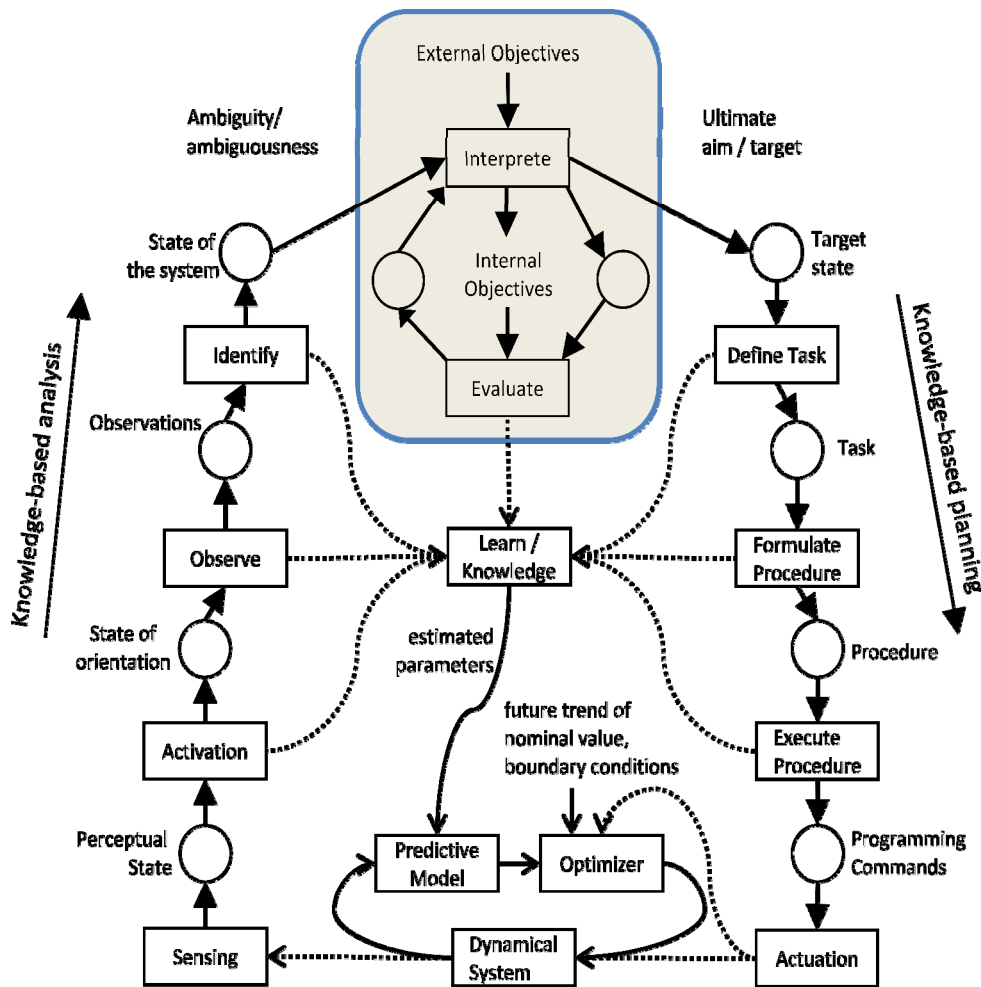 External Objectives
Ambiguity/
ambiguousness
Ultimate
aim / target
Interprete
State of
the system
Internal
Objectives
Target
state
Identify
Evaluate
Define Task
Knowledge-based analysis
Knowledge-based planning
Observations
Task
Observe
Learn /
Knowledge
Formulate
Procedure
State of
orientation
estimated
parameters
Procedure
future trend of
nominal value,
boundary conditions
Activation
Execute
Procedure
Perceptual
State
Predictive
Model
Optimizer
Programming
Commands
Sensing
Dynamical
System
Actuation